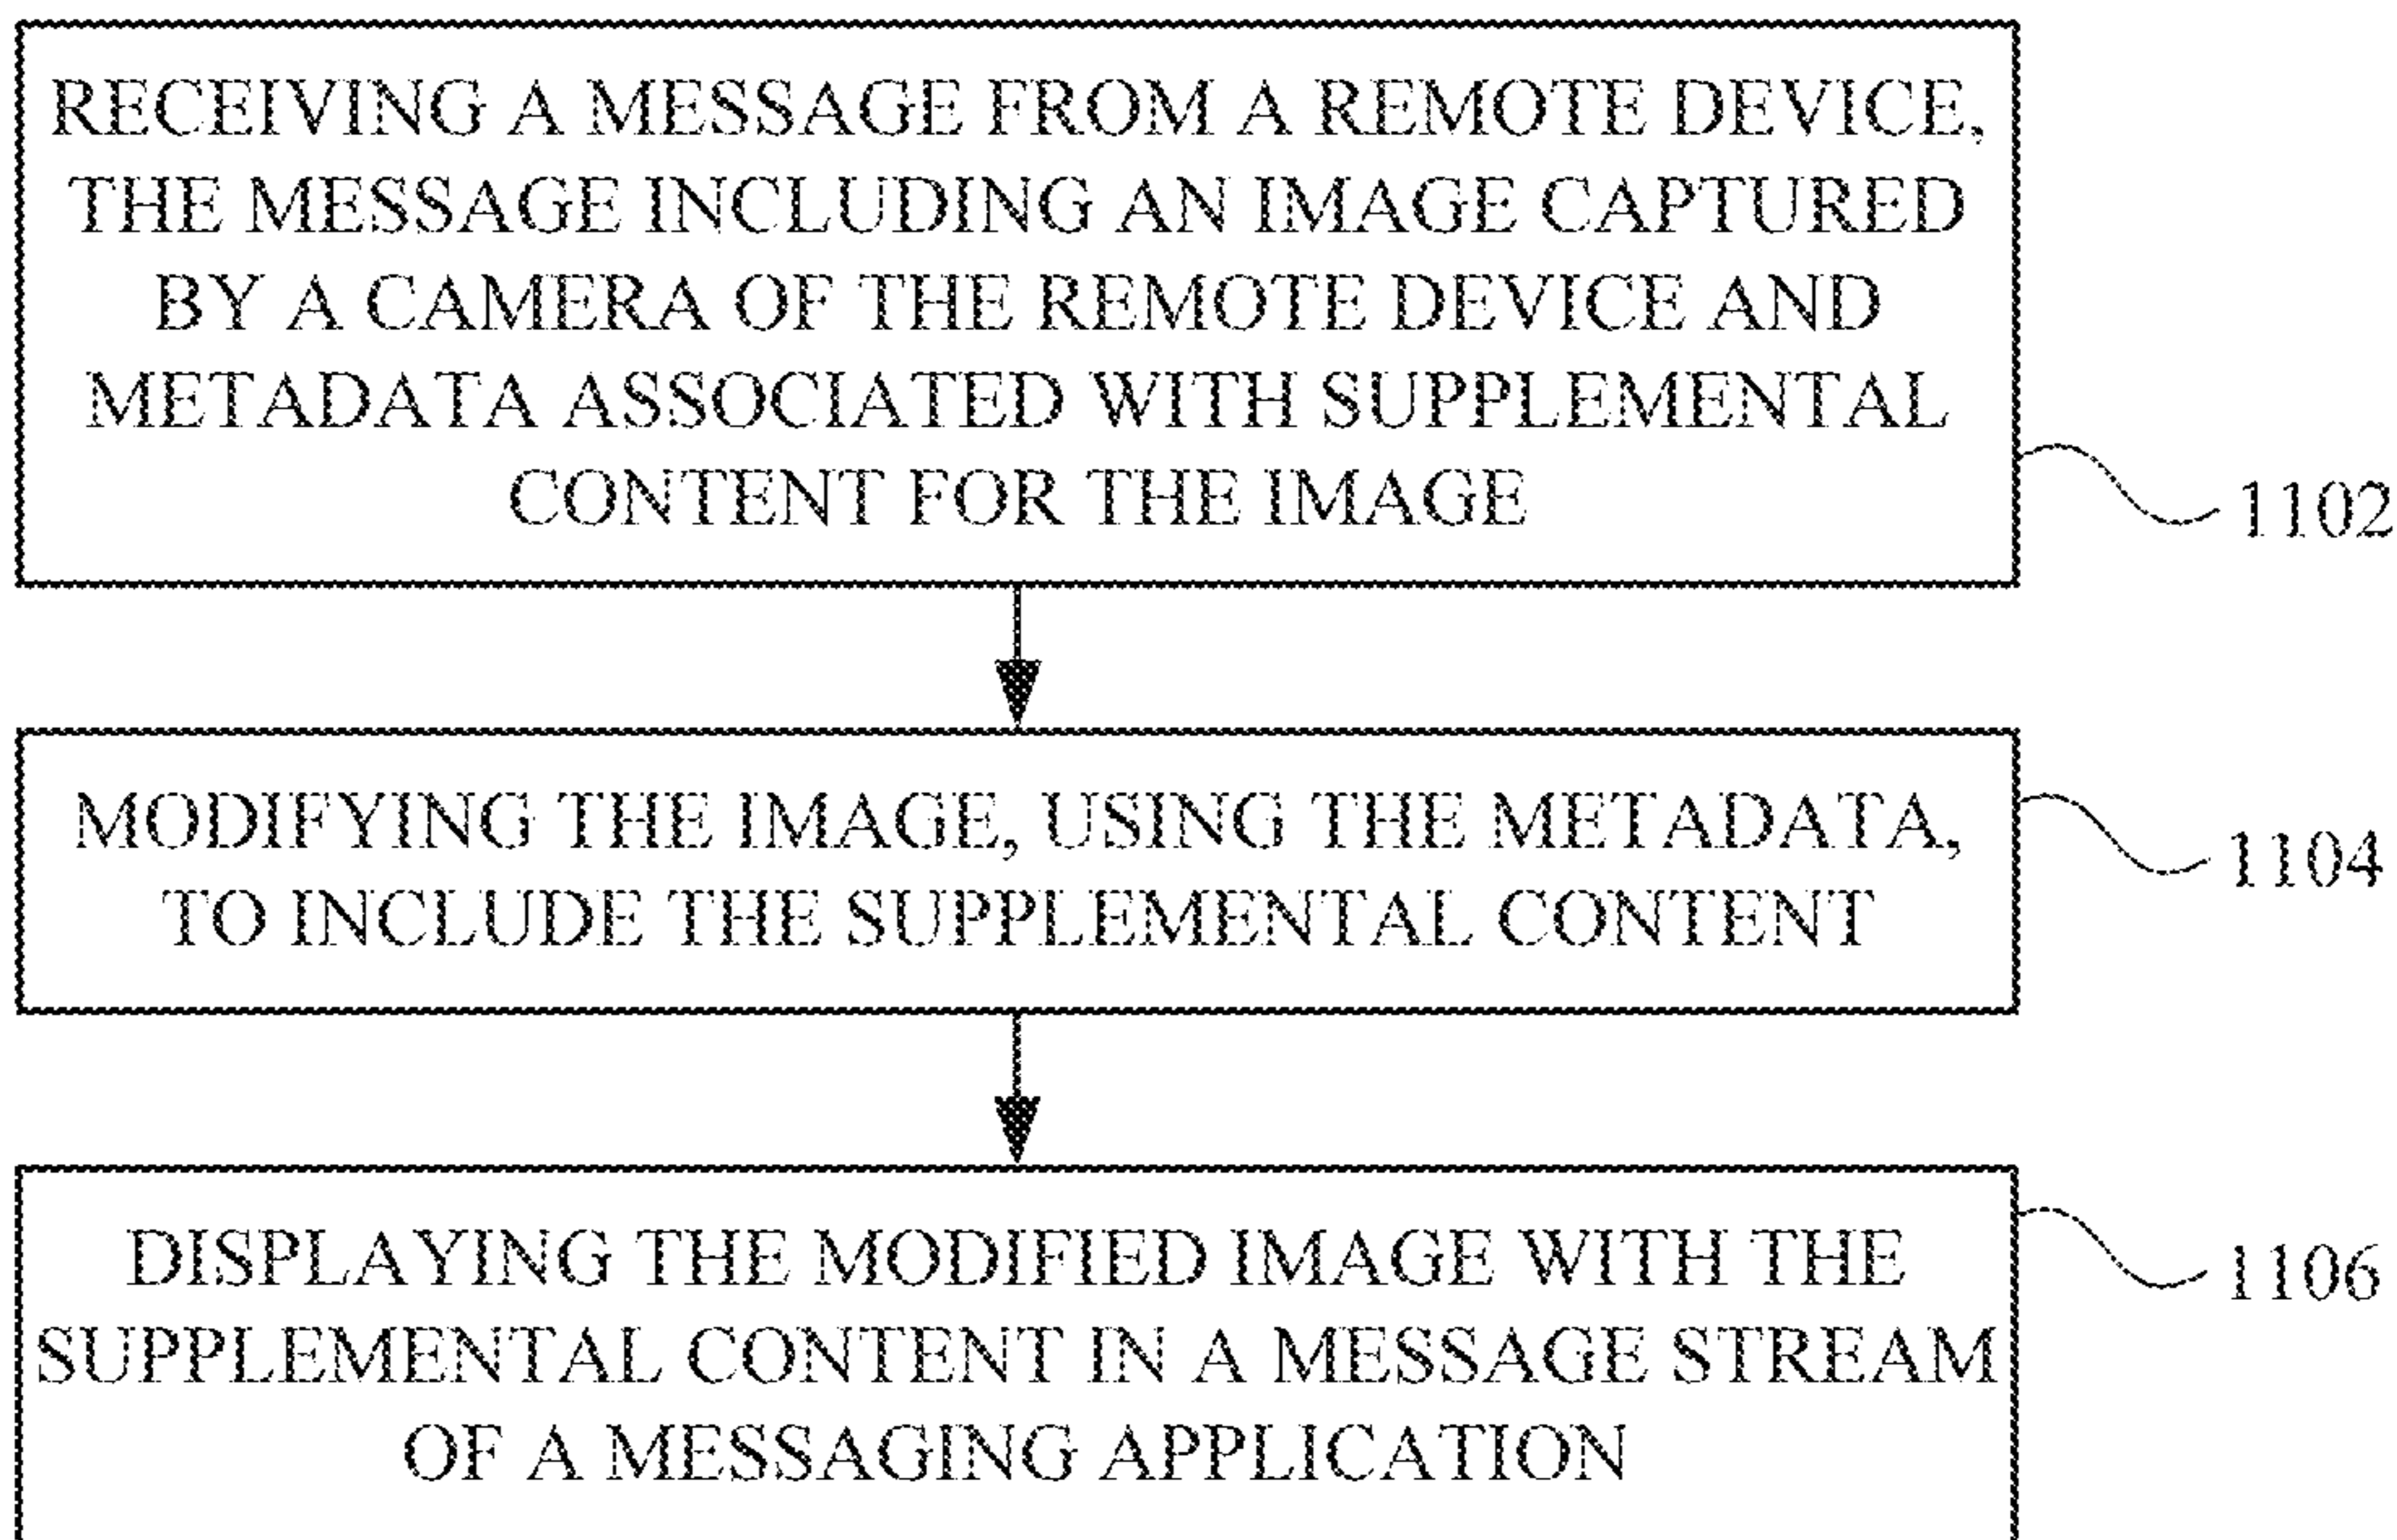 RECEIVING A MESSAGE FROM A REMOTE DEVICE,
THE MESSAGE INCLUDING AN IMAGE CAPTURED
BY A CAMERA OF THE REMOTE DEVICE AND
METADATA ASSOCIATED WITH SUPPLEMENTAL
CONTENT FOR THE IMAGE
1102
MODIFYING THE IMAGE, USING THE METADATA,
TO INCLUDE THE SUPPLEMENTAL CONTENT
1104
DISPLAYING THE MODIFIED IMAGE WITH THE
SUPPLEMENTAL CONTENT IN A MESSAGE STREAM
OF A MESSAGING APPLICATION
1106